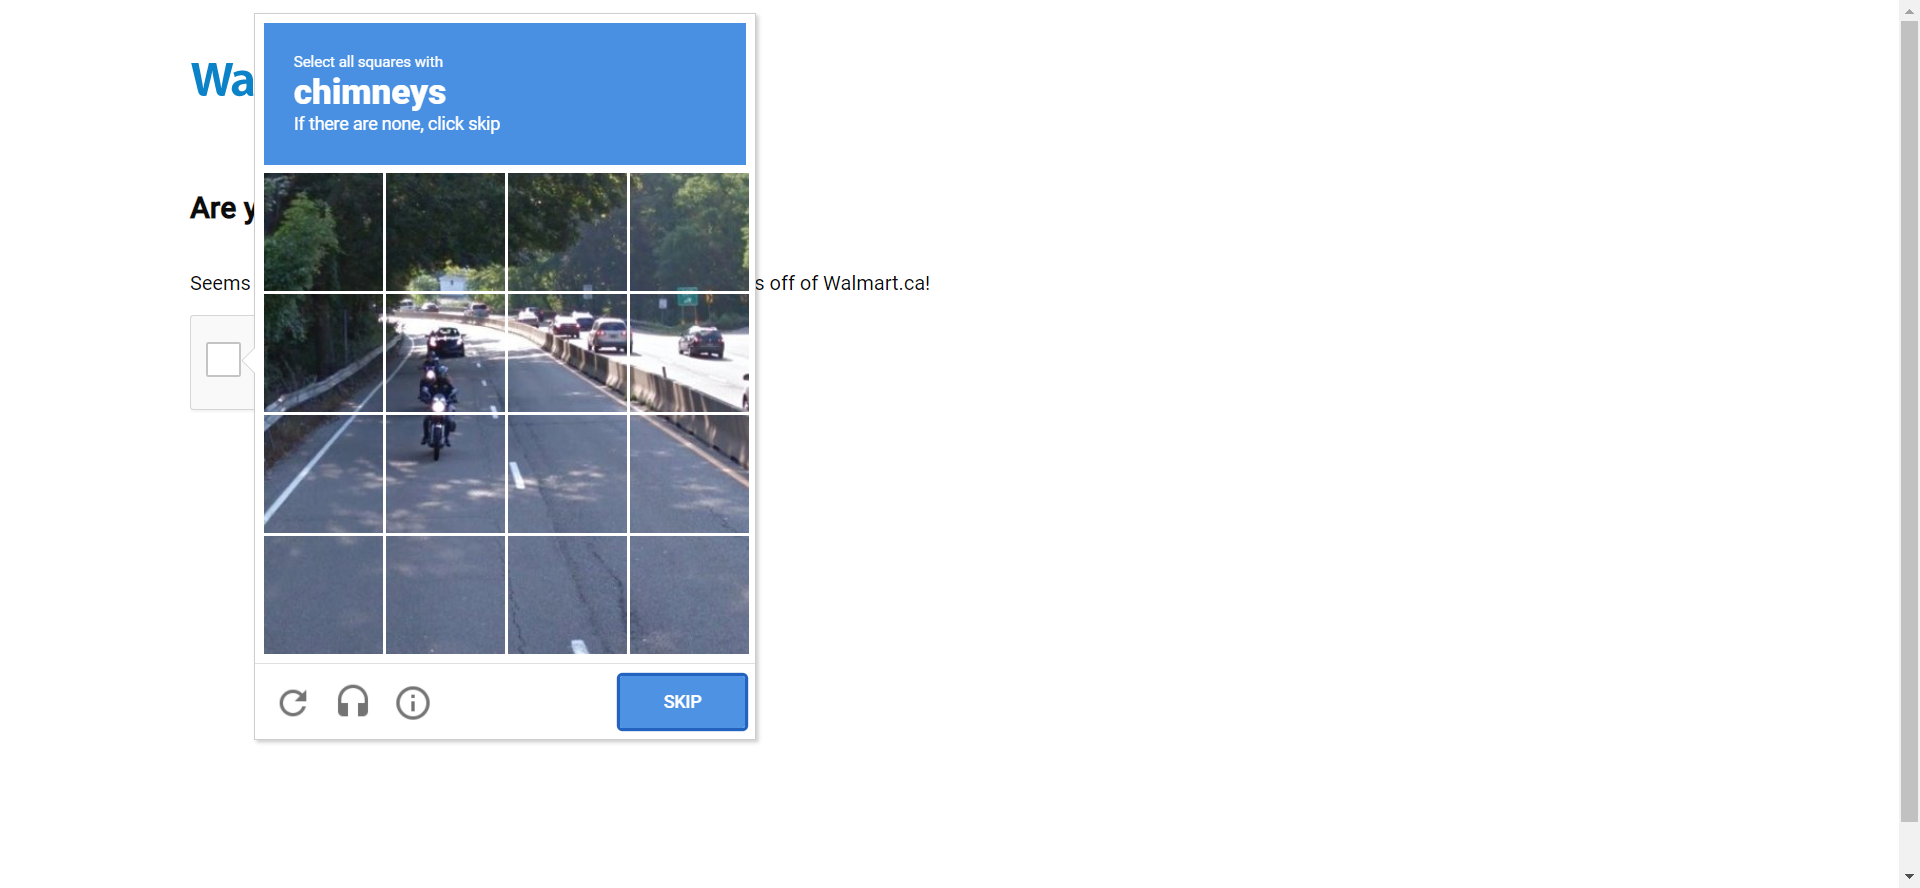 Wa
Select all squares with
chimneys
If there are none, click skip
Are y
Seems
s off of Walmart.ca!
SKIP